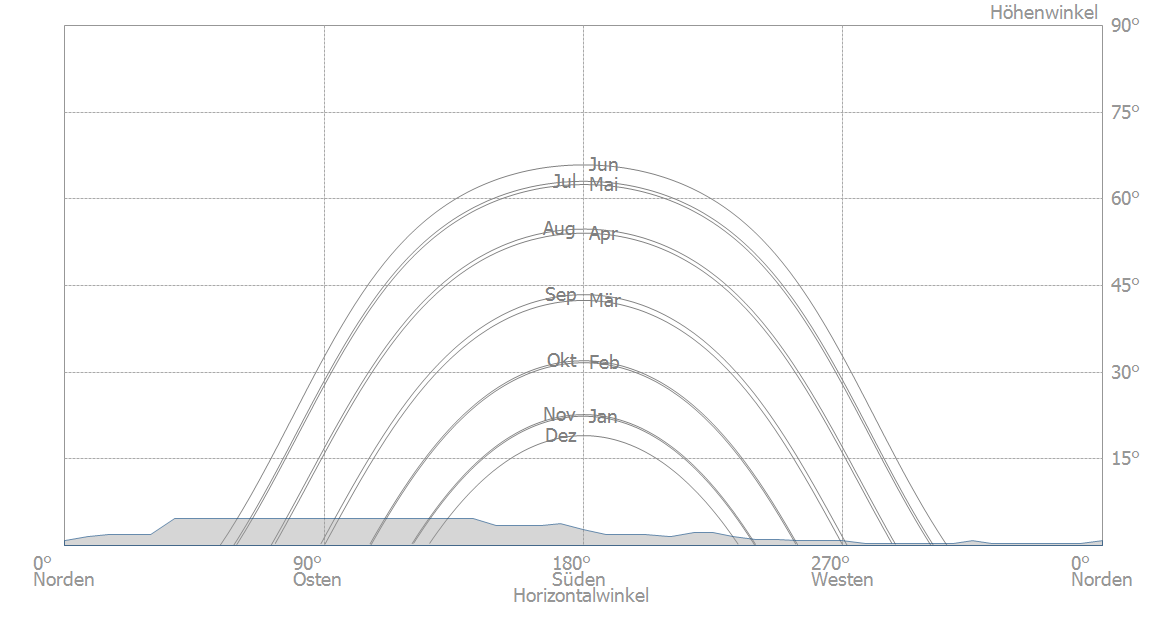 Höhenwinkel
90°
75°
Jun
Jul Mai
60°
Aug Apr
45°
Sep Mär
Okt Feb
30°
Nov Jan
Dez
15°
0° 90° 180° 270° 0°
Norden Osten Süden Westen Norden
Horizontalwinkel